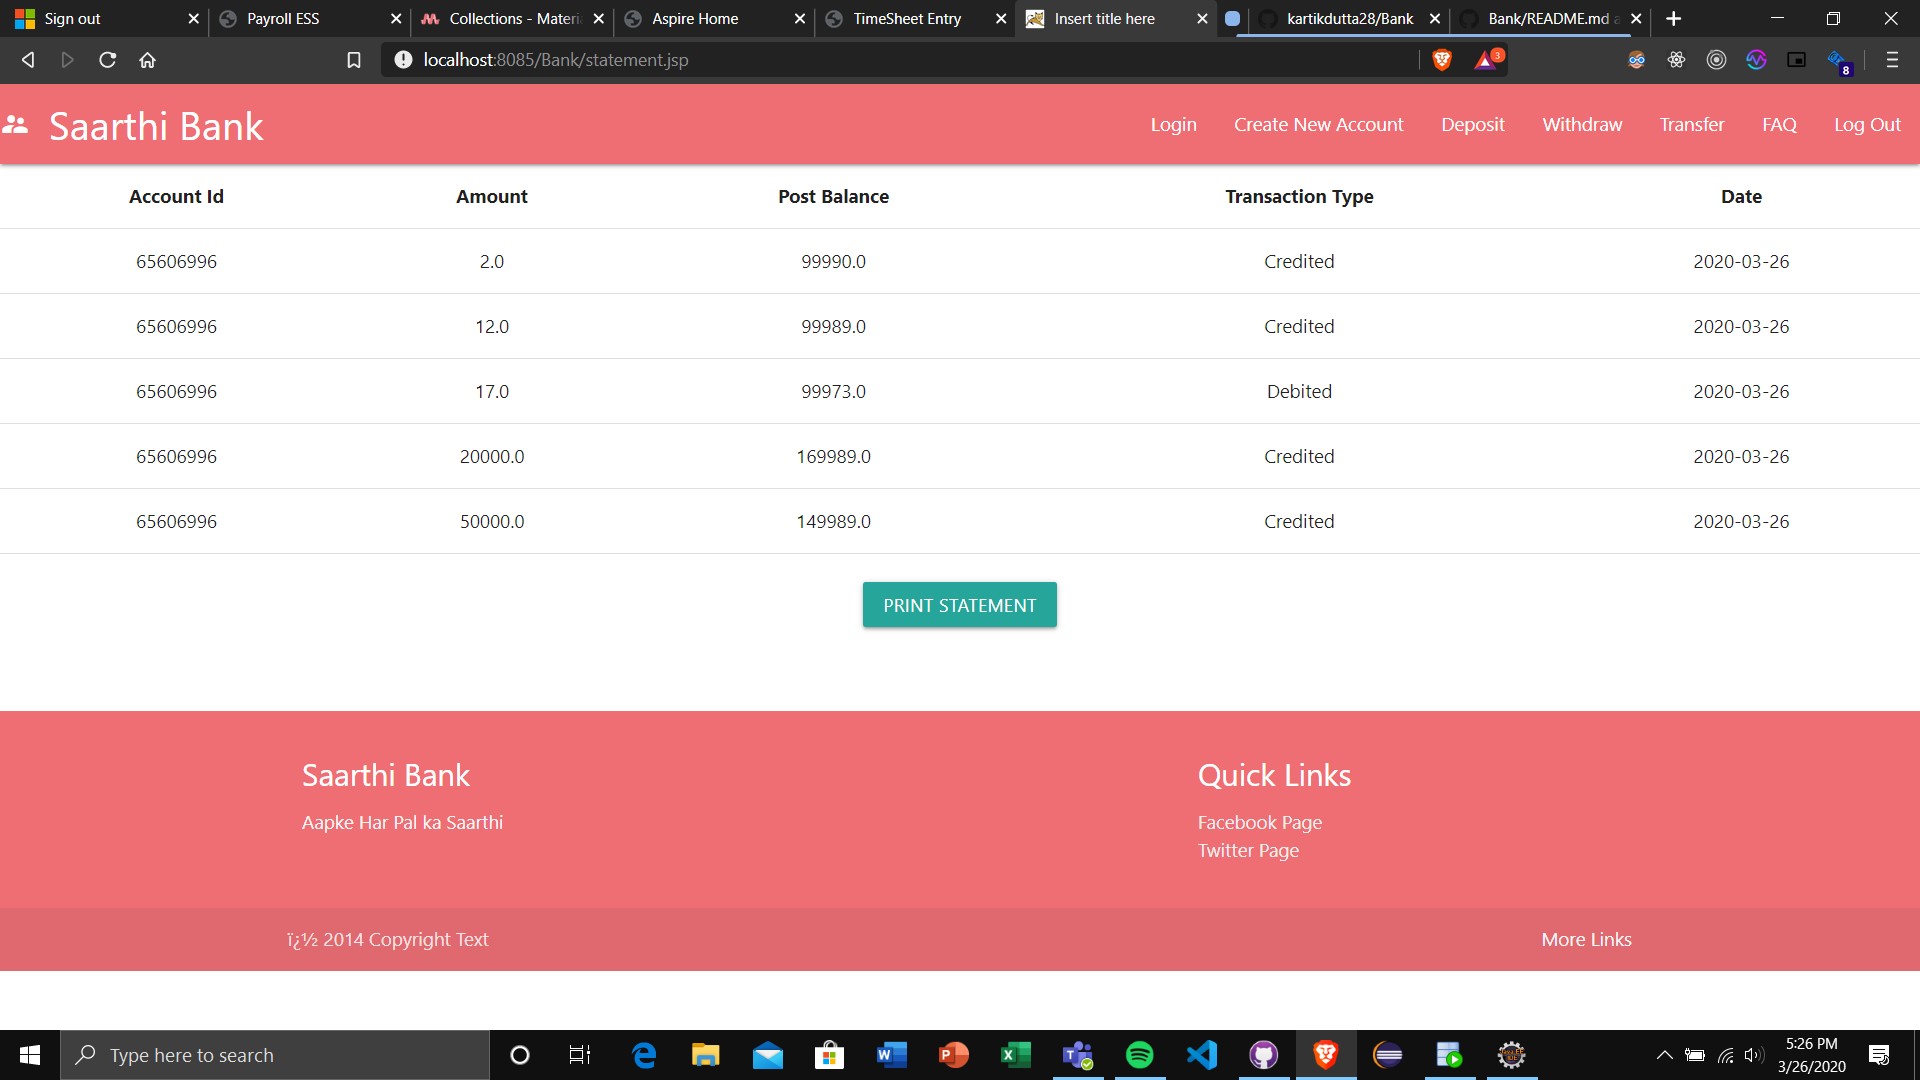 Sign out
Payroll ESS
Collections - Materi
Aspire Home
TimeSheet Entry
Insert title here
kartikdutta28/Bank
Bank/README.md a
localhost:8085/Bank/statement.jsp
3
8
Saarthi Bank
Login
Create New Account
Deposit
Withdraw
Transfer
FAQ
Log Out
Account Id Amount Post Balance Transaction Type Date
65606996 2.0 99990.0 Credited 2020-03-26
65606996 12.0 99989.0 Credited 2020-03-26
65606996 17.0 99973.0 Debited 2020-03-26
65606996 20000.0 169989.0 Credited 2020-03-26
65606996 50000.0 149989.0 Credited 2020-03-26
PRINT STATEMENT
Saarthi Bank
Aapke Har Pal ka Saarthi
Quick Links
Facebook Page
Twitter Page
ï¿½ 2014 Copyright Text
More Links
Type here to search
5:26 PM
3/26/2020